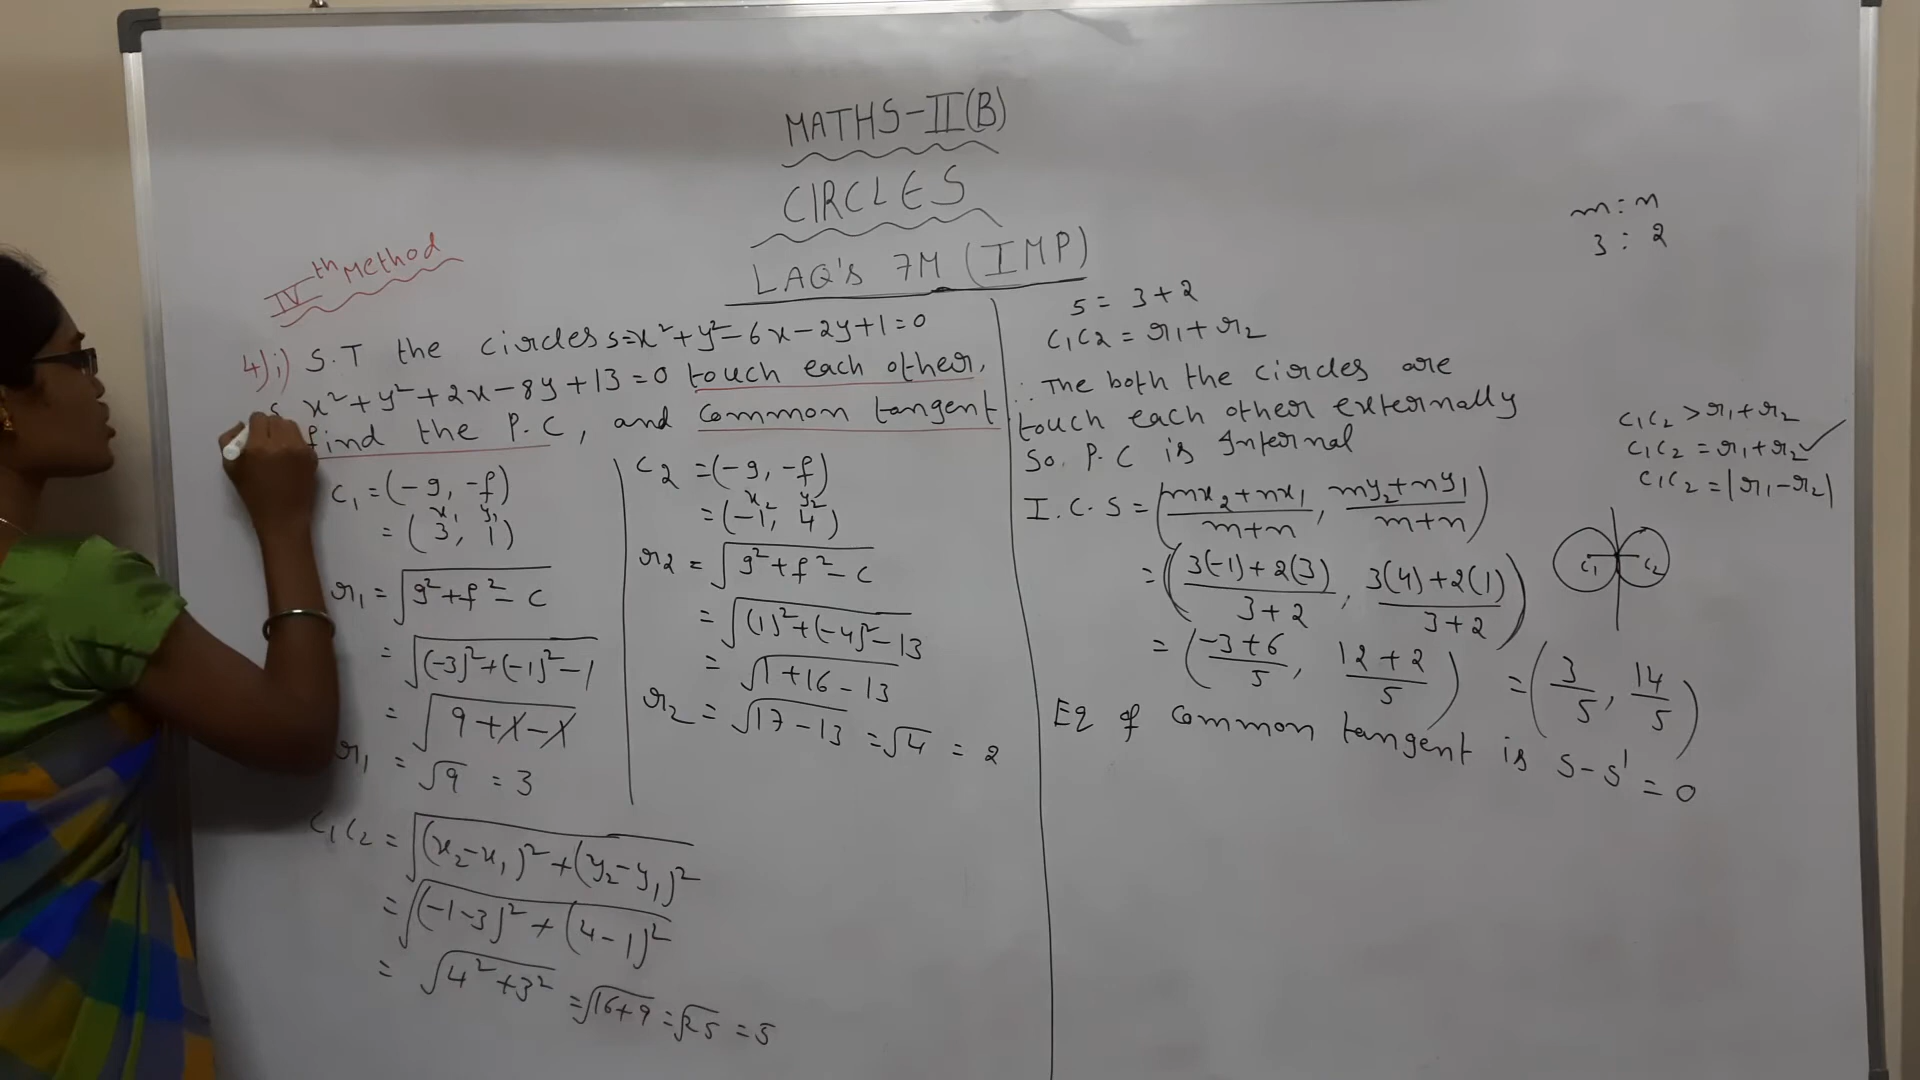 MATHS-II(B)
CIRCLES
LAQ'S 7M (IMP)
IVth Method
4)i) S.T the circles s=x²+y²-6x-2y+1=0
x²+y²+2x-8y+13=0 touch each other,
find the P.C, and common tangent
C₁ = (-g, -f)
x₁ y₁
= (3, 1)
r₁ = √g²+f²-c
= √(-3)²+(-1)²-1
= √9+1-1
r₁ = √9 = 3
C₂ = (-g, -f)
x₂ y₂
= (-1, 4)
r₂ = √g²+f²-c
= √(1)²+(-4)²-13
= √1+16-13
r₂ = √17-13 = √4 = 2
C₁C₂ = √(x₂-x₁)²+(y₂-y₁)²
= √(-1-3)²+(4-1)²
= √4²+3² = √16+9 = √25 = 5
5 = 3+2
C₁C₂ = r₁+r₂
∴ The both the circles are
touch each other externally
So. P.C is Internal
I.C.S = (mx₂+nx₁/m+n, my₂+ny₁/m+n)
= (3(-1)+2(3)/3+2, 3(4)+2(1)/3+2)
= (-3+6/5, 12+2/5) = (3/5, 14/5)
Eq of common tangent is S-S' = 0
m:n
3:2
C₁C₂ > r₁+r₂
C₁C₂ = r₁+r₂ ✓
C₁C₂ = |r₁-r₂|
C₁ C₂